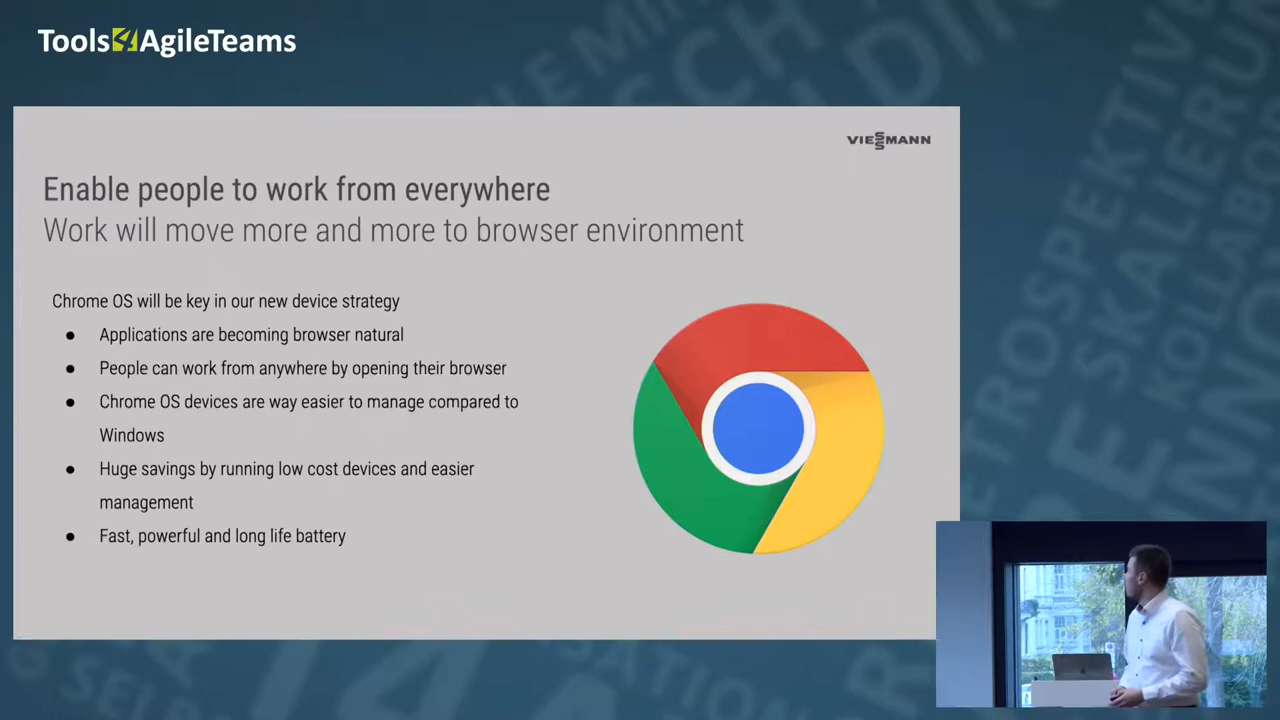 Tools4AgileTeams
VIESSMANN
Enable people to work from everywhere
Work will move more and more to browser environment
Chrome OS will be key in our new device strategy
● Applications are becoming browser natural
● People can work from anywhere by opening their browser
● Chrome OS devices are way easier to manage compared to
Windows
● Huge savings by running low cost devices and easier
management
● Fast, powerful and long life battery